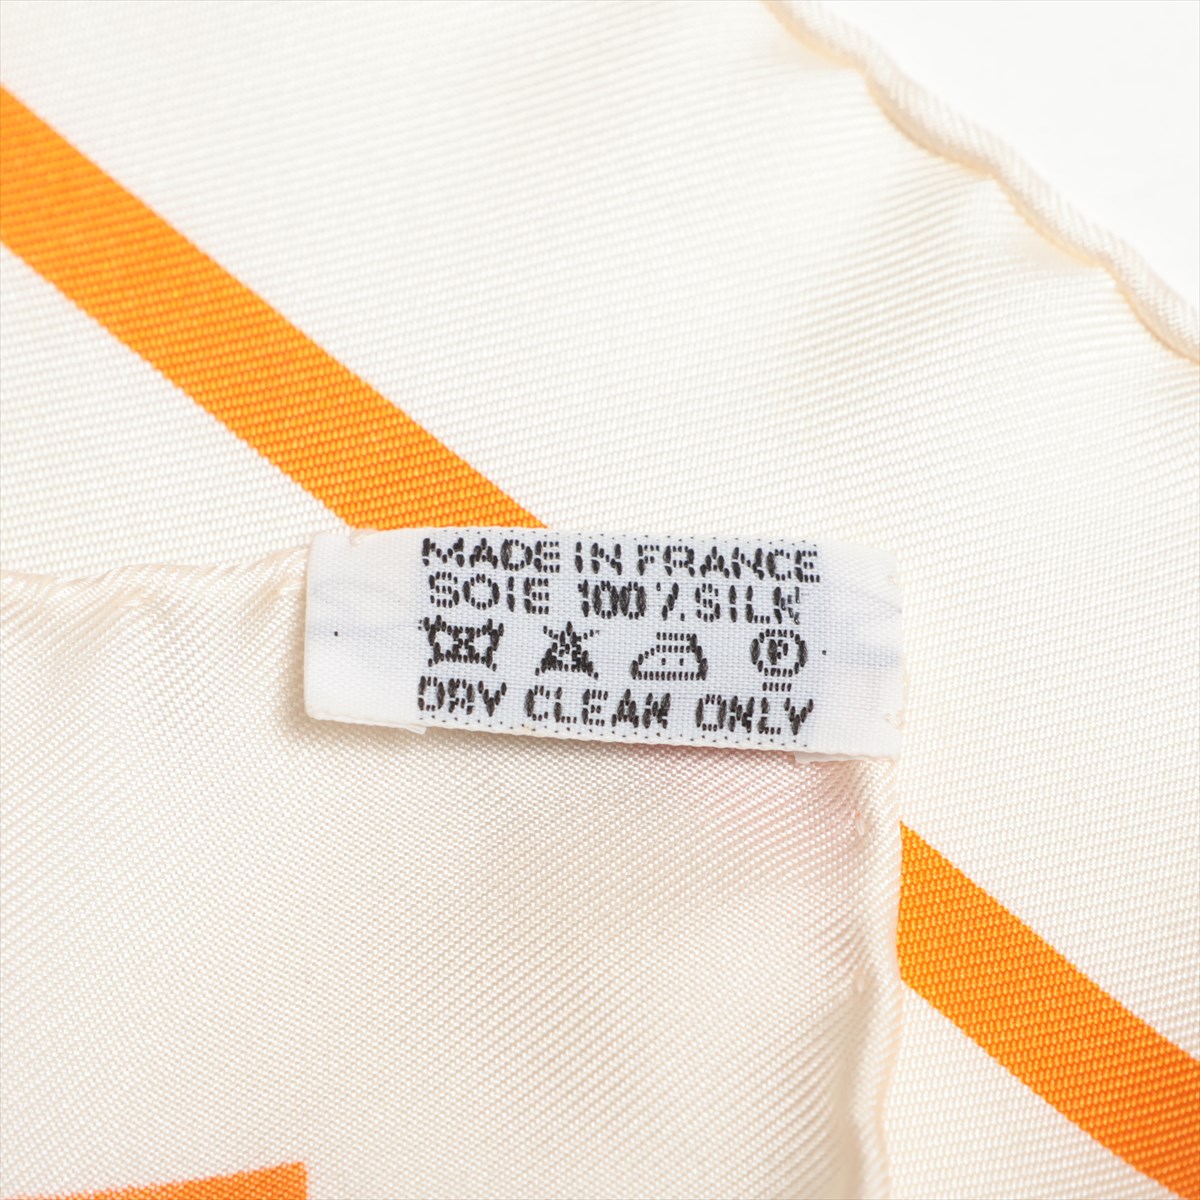 MADE IN FRANCE
SOIE 100% SILK
F
DRY CLEAN ONLY